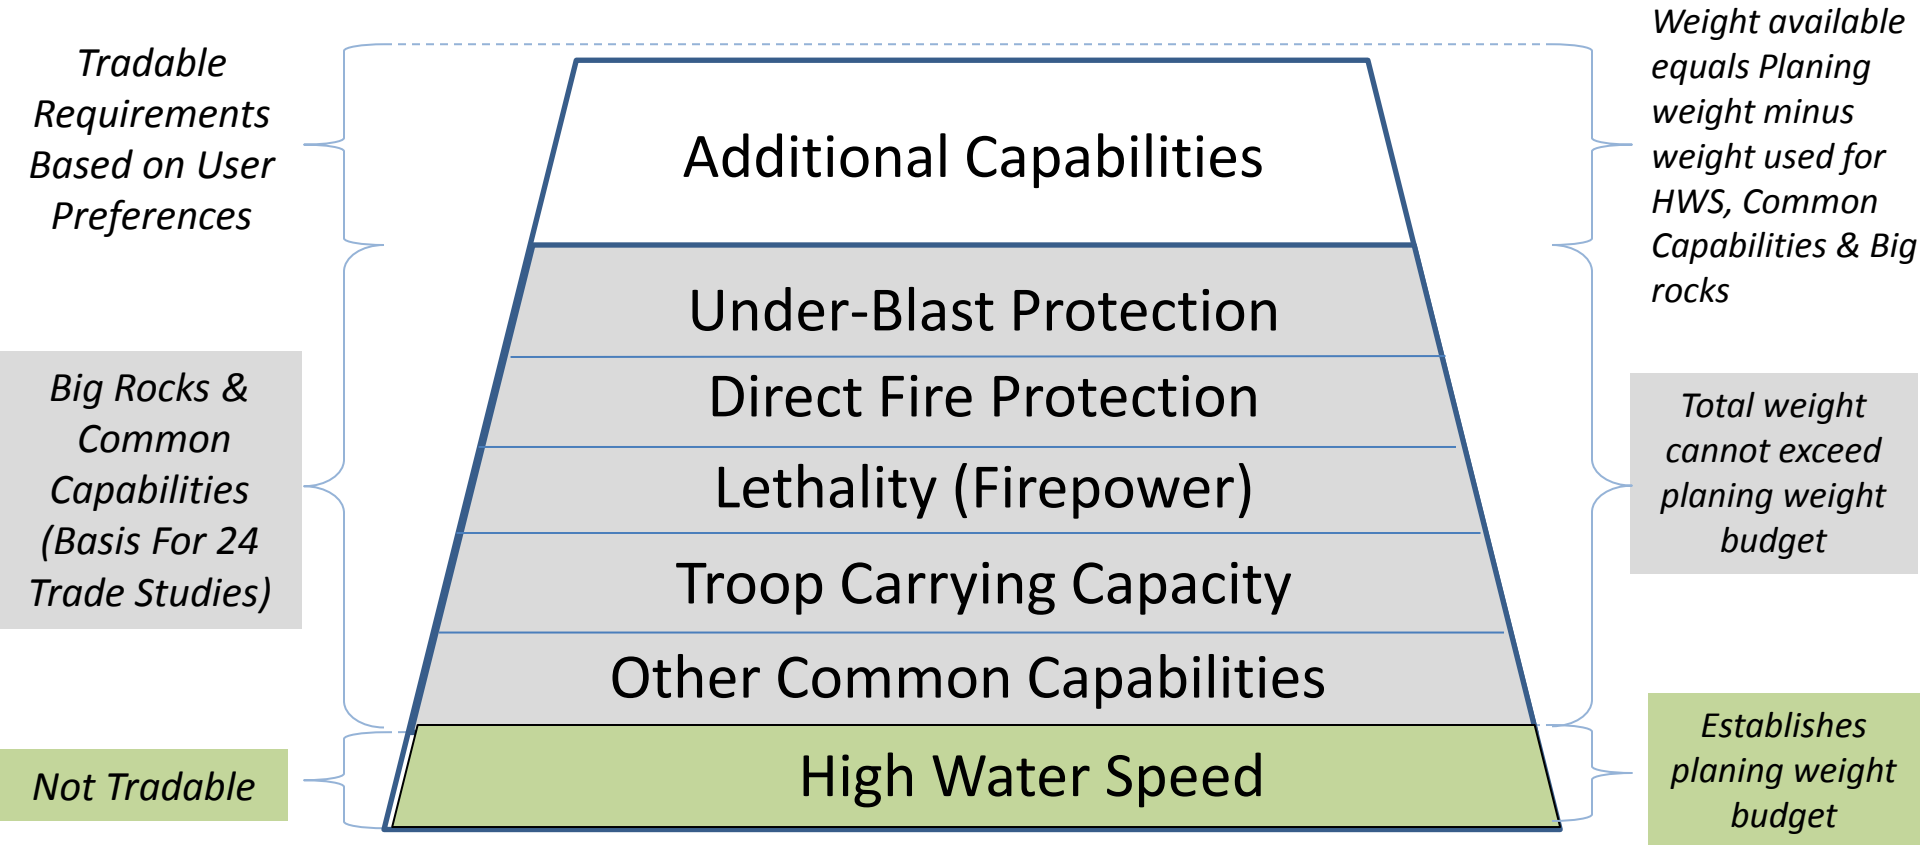 Tradable
Requirements
Based on User
Preferences
Big Rocks &
Common
Capabilities
(Basis For 24
Trade Studies)
Not Tradable
Additional Capabilities
Under-Blast Protection
Direct Fire Protection
Lethality (Firepower)
Troop Carrying Capacity
Other Common Capabilities
High Water Speed
Weight available
equals Planing
weight minus
weight used for
HWS, Common
Capabilities & Big
rocks
Total weight
cannot exceed
planing weight
budget
Establishes
planing weight
budget